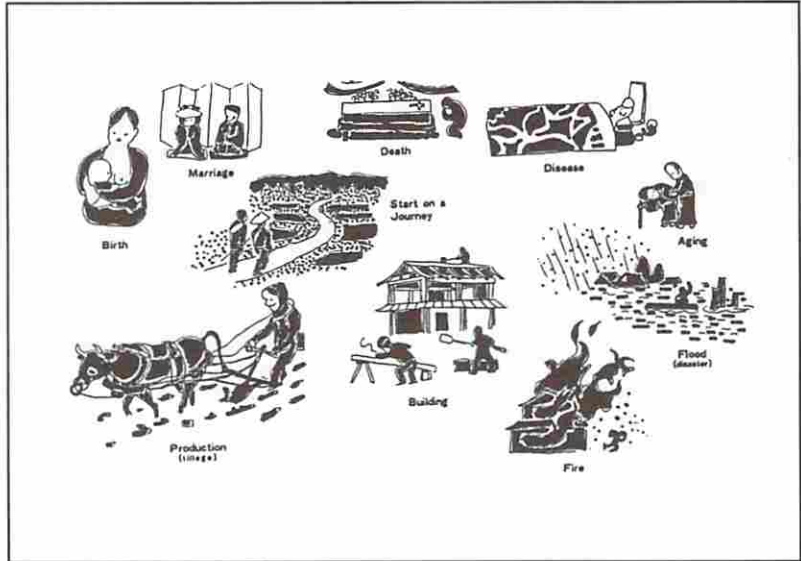 Marriage
Death
Disease
Birth
Start on a
Journey
Aging
Flood
(disaster)
Building
Production
(tillage)
Fire